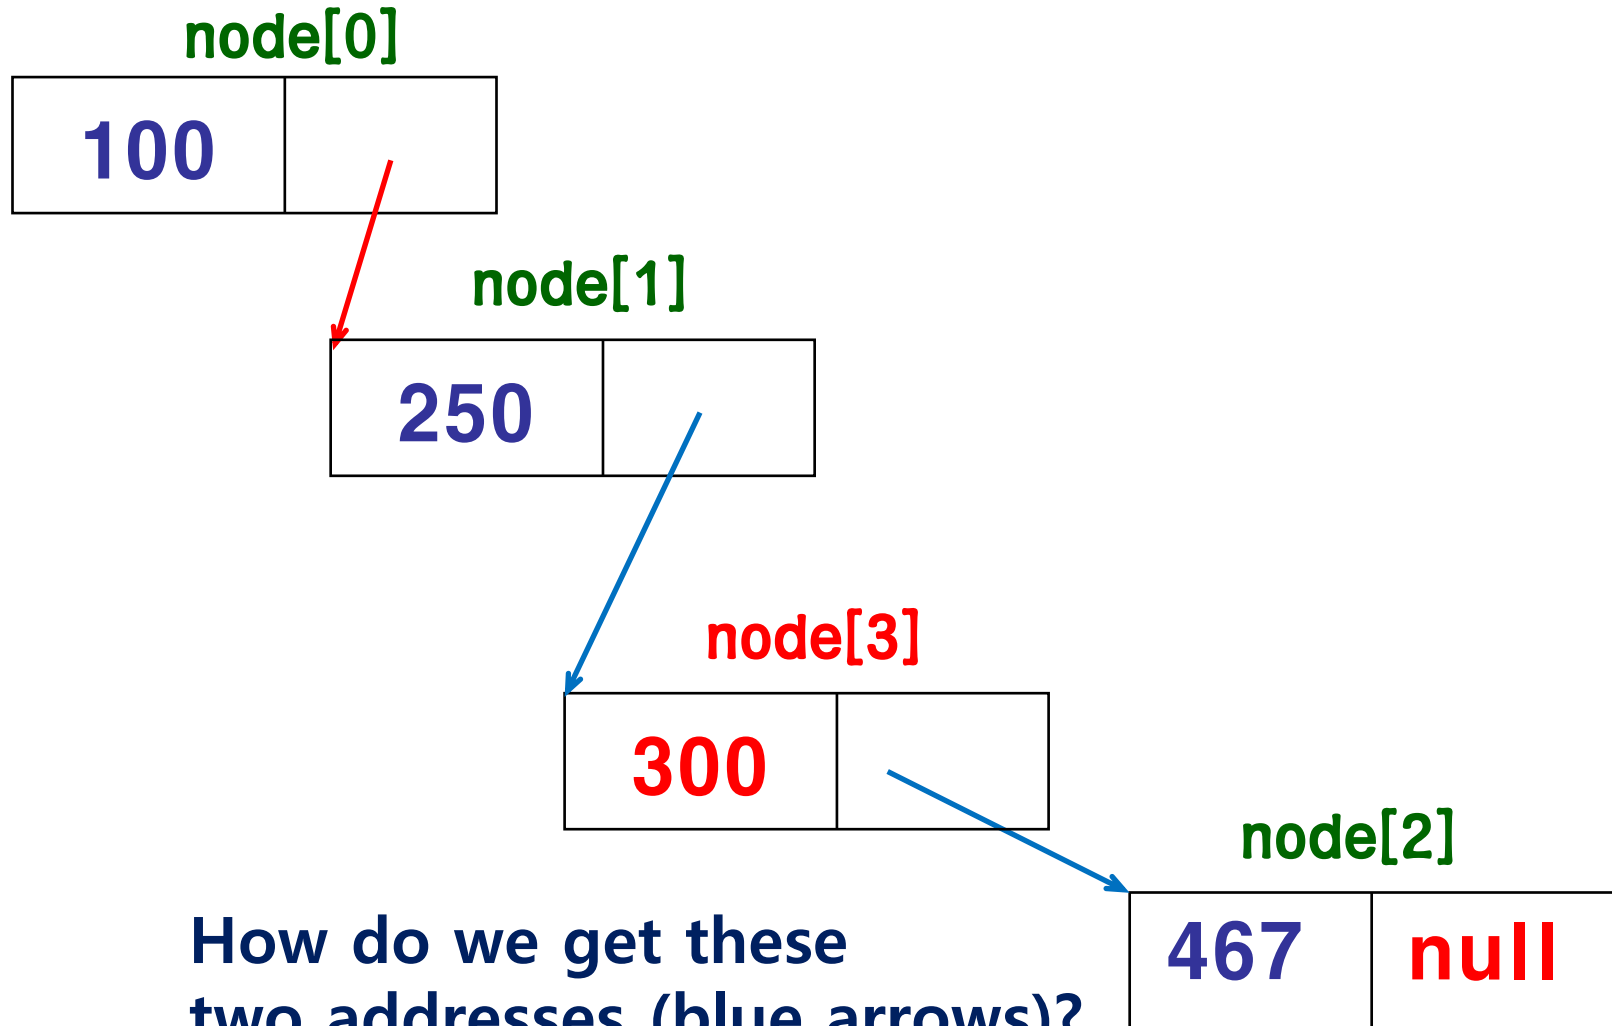 node[0]
100
node[1]
250
node[3]
300
node[2]
467 null
How do we get these
two addresses (blue arrows)?